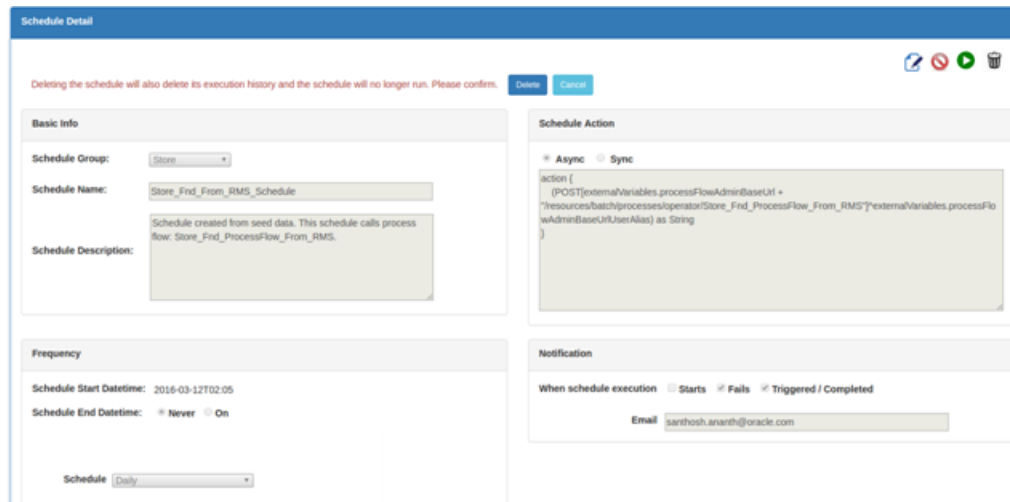 Schedule Detail
Deleting the schedule will also delete its execution history and the schedule will no longer run. Please confirm. Delete Cancel
Basic Info
Schedule Group: Store
Schedule Name: Store_Fnd_From_RMS_Schedule
Schedule Description: Schedule created from seed data. This schedule calls process
flow: Store_Fnd_ProcessFlow_From_RMS.
Schedule Action
Async Sync
action {
(POST[externalVariables.processFlowAdminBaseUrl +
"/resources/batch/processes/operator/Store_Fnd_ProcessFlow_From_RMS"]^externalVariables.processFlo
wAdminBaseUrlUserAlias) as String
}
Frequency
Schedule Start Datetime: 2016-03-12T02:05
Schedule End Datetime: Never On
Schedule Daily
Notification
When schedule execution Starts Fails Triggered / Completed
Email santhosh.ananth@oracle.com